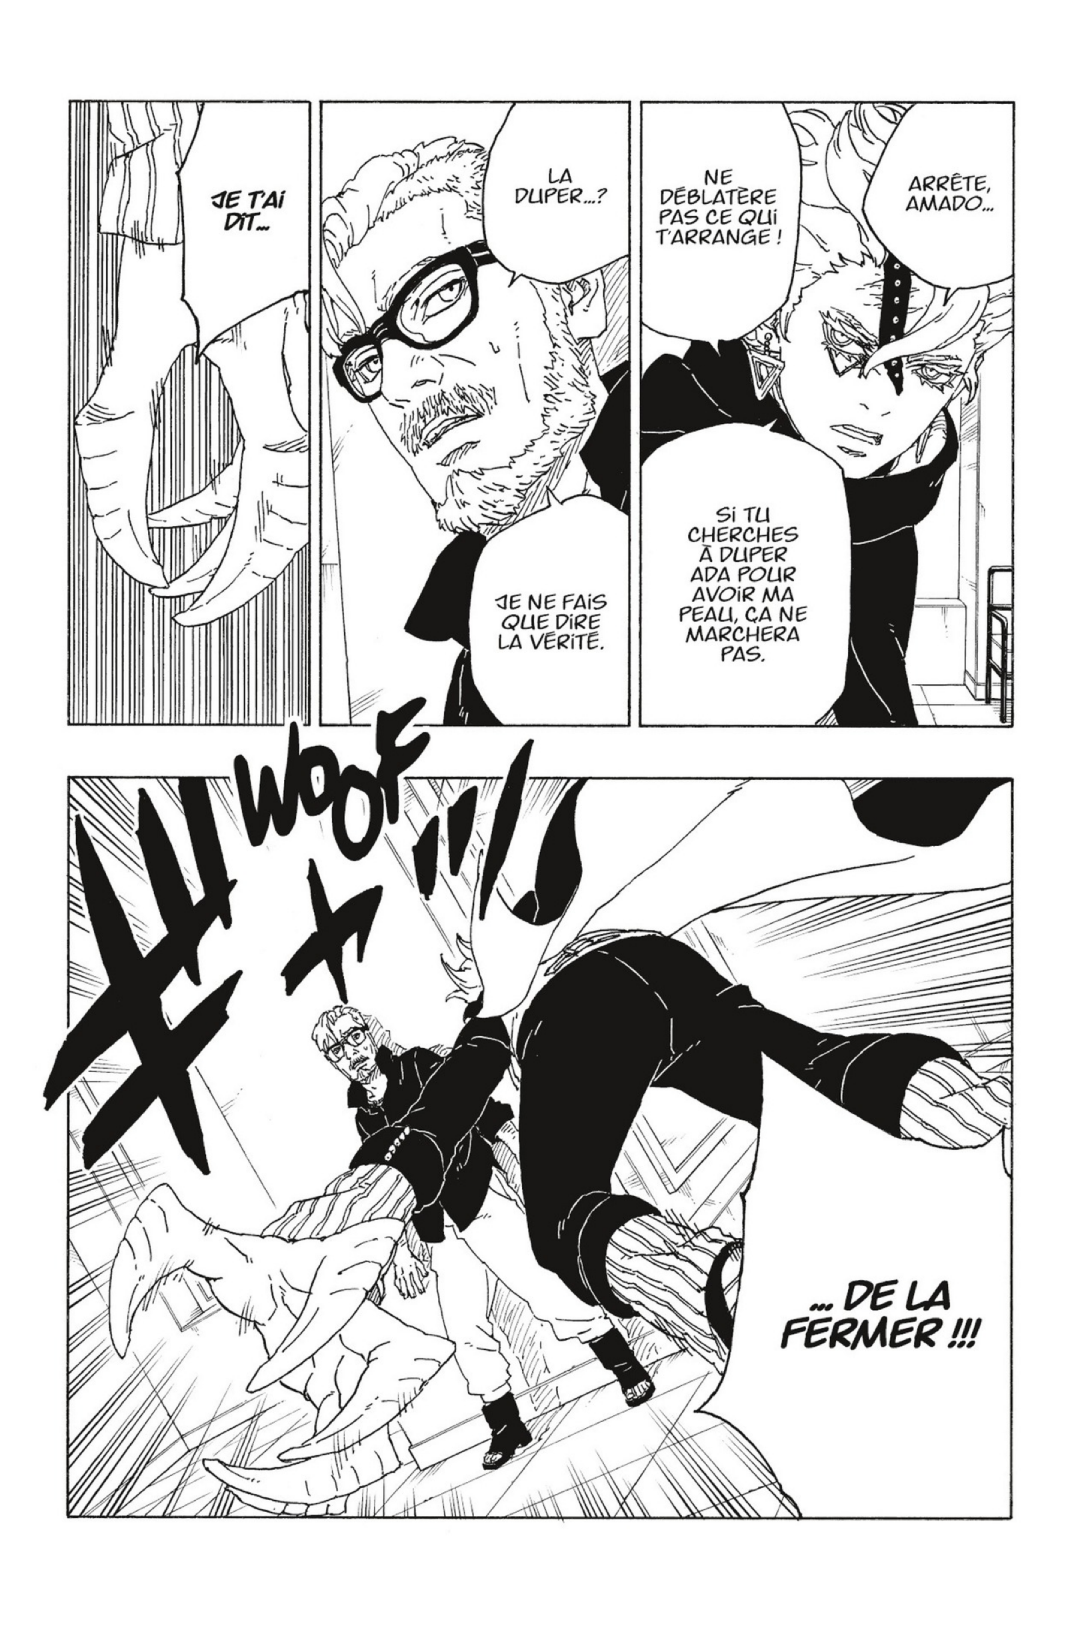 ARRÊTE,
AMADO...
NE
DÉBLATÈRE
PAS CE QUI
T'ARRANGE !
SI TU
CHERCHES
À DUPER
ADA POUR
AVOIR MA
PEAU, ÇA NE
MARCHERA
PAS.
LA
DUPER...?
JE NE FAIS
QUE DIRE
LA VÉRITÉ.
JE T'AI
DIT...
WOOF
... DE LA
FERMER !!!